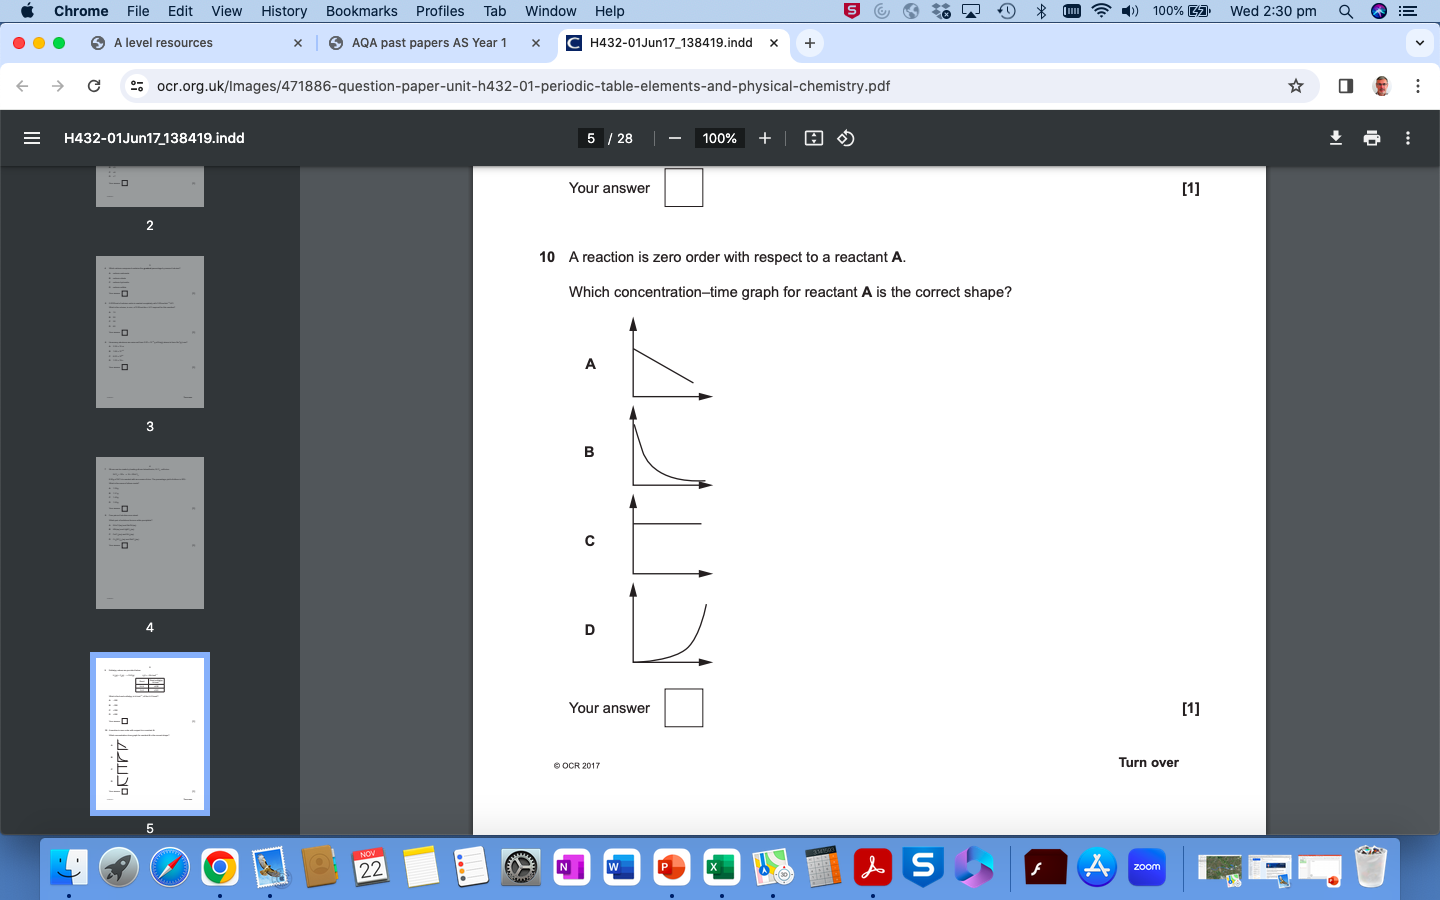 Chrome File Edit View History Bookmarks Profiles Tab Window Help S 100% Wed 2:30 pm
A level resources AQA past papers AS Year 1 H432-01Jun17_138419.indd
ocr.org.uk/Images/471886-question-paper-unit-h432-01-periodic-table-elements-and-physical-chemistry.pdf
H432-01Jun17_138419.indd 5 / 28 100%
2
3
4
5
Your answer [1]
10 A reaction is zero order with respect to a reactant A.
Which concentration–time graph for reactant A is the correct shape?
A
B
C
D
Your answer [1]
© OCR 2017 Turn over
NOV
22
N W P X 3D S f zoom